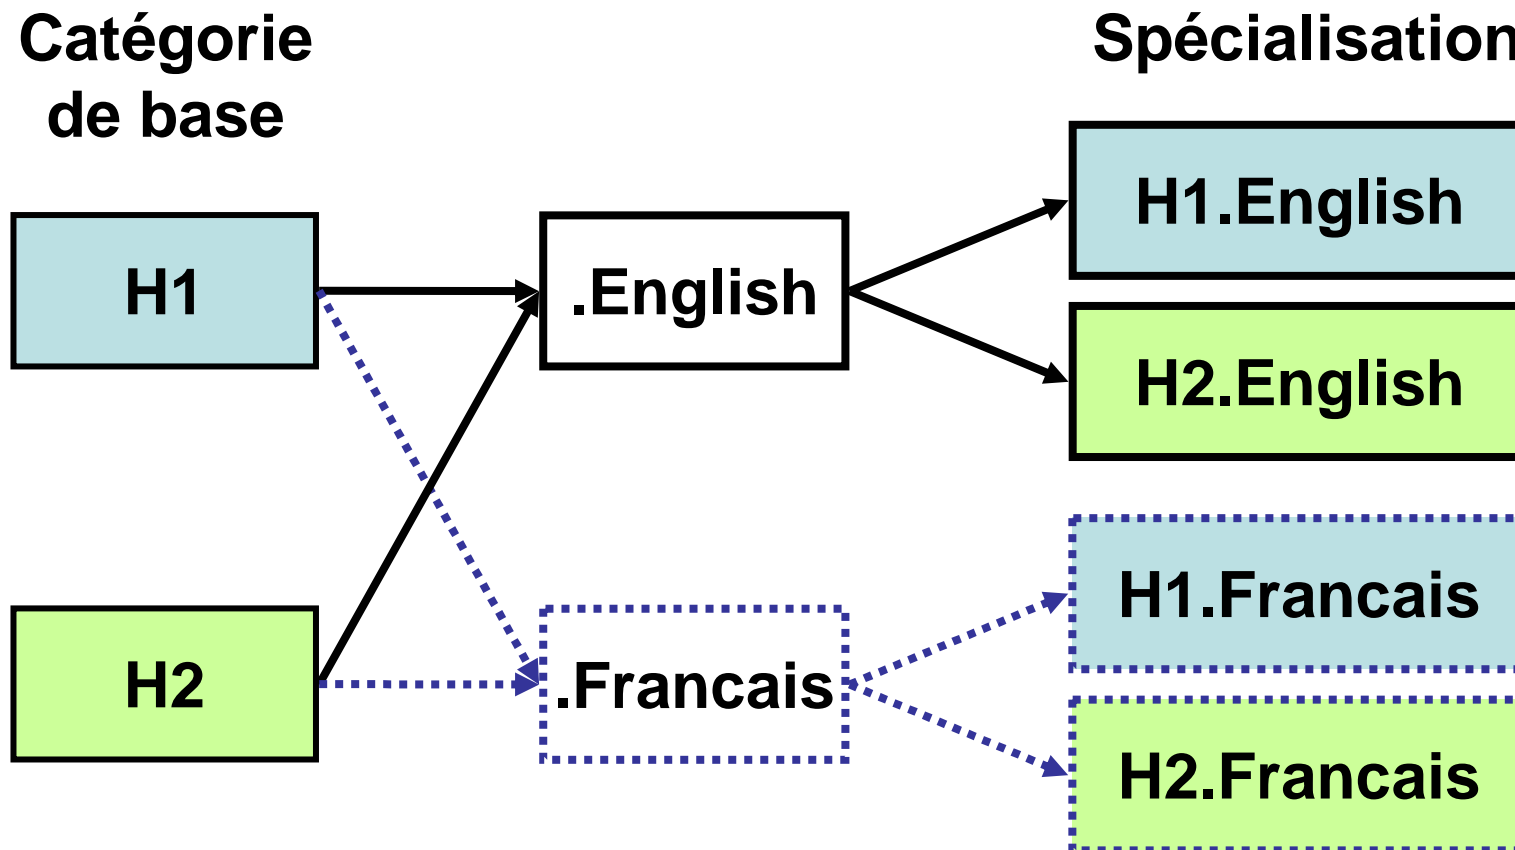 Catégorie
de base
Spécialisation
H1
.English
H1.English
H2.English
H2
.Francais
H1.Francais
H2.Francais